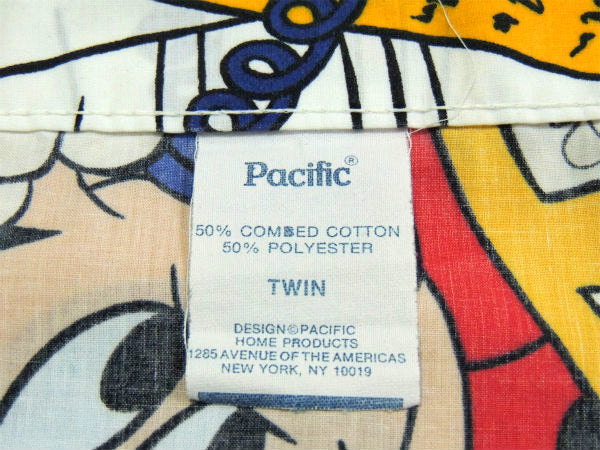 Pacific®
50% COMBED COTTON
50% POLYESTER
TWIN
DESIGN©PACIFIC
HOME PRODUCTS
1285 AVENUE OF THE AMERICAS
NEW YORK, NY 10019